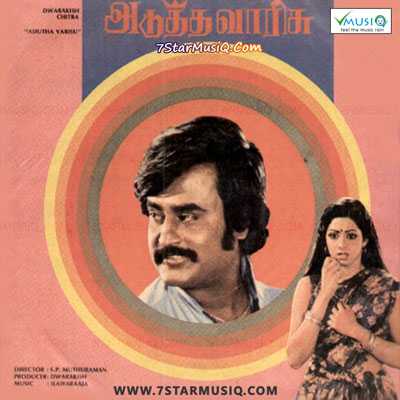 DWARAKISH
CHITRA
"ADUTHA VARISU"
அடுத்தவாரிசு
7StarMusiQ.Com
VmusiQ
feel the music rain
DIRECTOR : S.P. MUTHURAMAN
PRODUCER : DWARAKISH
MUSIC : ILAIYARAAJA
WWW.7STARMUSIQ.COM